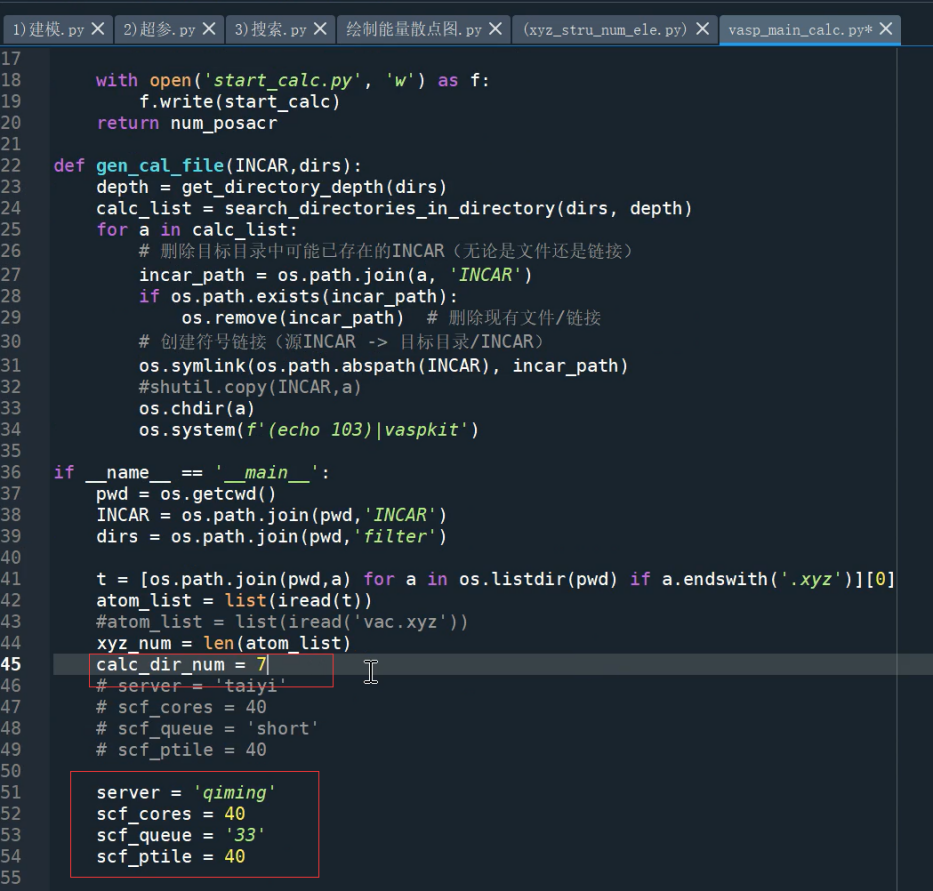 1)建模.py 2)超参.py 3)搜索.py 绘制能量散点图.py (xyz_stru_num_ele.py) vasp_main_calc.py*
17
18 with open('start_calc.py', 'w') as f:
19 f.write(start_calc)
20 return num_posacr
21
22 def gen_cal_file(INCAR,dirs):
23 depth = get_directory_depth(dirs)
24 calc_list = search_directories_in_directory(dirs, depth)
25 for a in calc_list:
26 # 删除目标目录中可能已存在的INCAR（无论是文件还是链接）
27 incar_path = os.path.join(a, 'INCAR')
28 if os.path.exists(incar_path):
29 os.remove(incar_path) # 删除现有文件/链接
30 # 创建符号链接（源INCAR -> 目标目录/INCAR）
31 os.symlink(os.path.abspath(INCAR), incar_path)
32 #shutil.copy(INCAR,a)
33 os.chdir(a)
34 os.system(f'(echo 103)|vaspkit')
35
36 if __name__ == '__main__':
37 pwd = os.getcwd()
38 INCAR = os.path.join(pwd,'INCAR')
39 dirs = os.path.join(pwd,'filter')
40
41 t = [os.path.join(pwd,a) for a in os.listdir(pwd) if a.endswith('.xyz')][0]
42 atom_list = list(iread(t))
43 #atom_list = list(iread('vac.xyz'))
44 xyz_num = len(atom_list)
45 calc_dir_num = 7
46 # server = 'taiyi'
47 # scf_cores = 40
48 # scf_queue = 'short'
49 # scf_ptile = 40
50
51 server = 'qiming'
52 scf_cores = 40
53 scf_queue = '33'
54 scf_ptile = 40
55